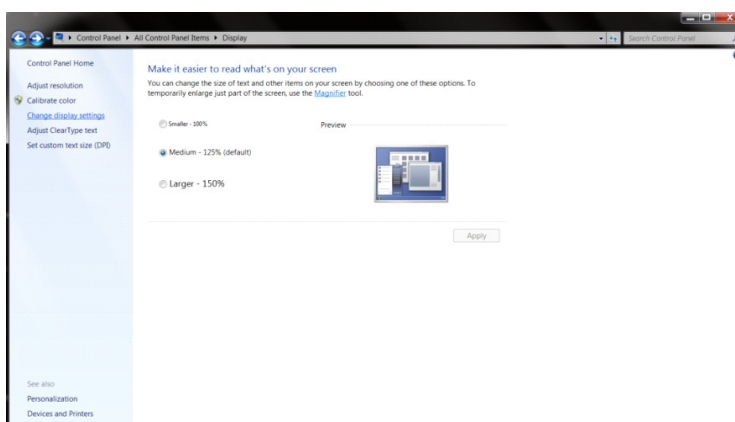 Control Panel ▸ All Control Panel Items ▸ Display
Search Control Panel
Control Panel Home
Adjust resolution
Calibrate color
Change display settings
Adjust ClearType text
Set custom text size (DPI)
Make it easier to read what's on your screen
You can change the size of text and other items on your screen by choosing one of these options. To
temporarily enlarge just part of the screen, use the Magnifier tool.
Smaller - 100%
Preview
Medium - 125% (default)
Larger - 150%
Apply
See also
Personalization
Devices and Printers